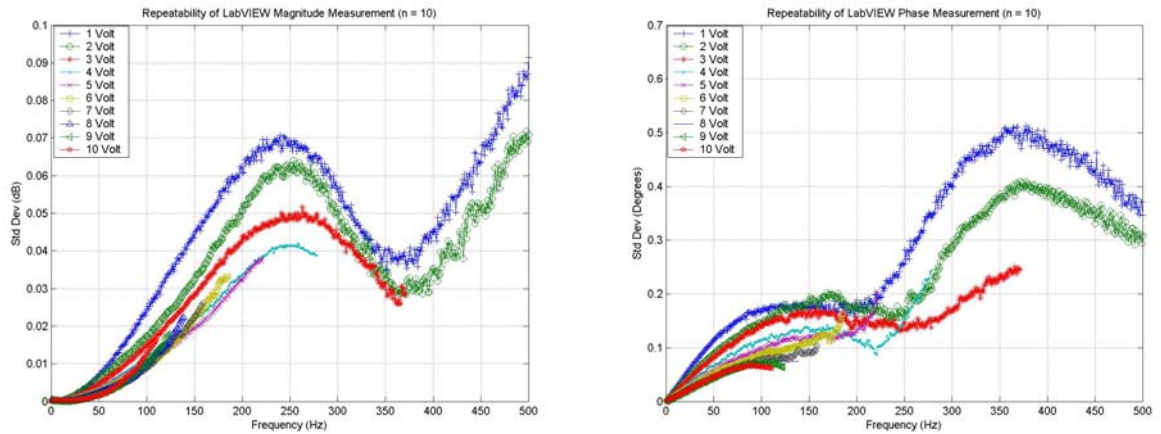 Repeatability of LabVIEW Magnitude Measurement (n = 10)
0.1
0.09
0.08
0.07
0.06
0.05
0.04
0.03
0.02
0.01
0
Std Dev (dB)
1 Volt
2 Volt
3 Volt
4 Volt
5 Volt
6 Volt
7 Volt
8 Volt
9 Volt
10 Volt
0 50 100 150 200 250 300 350 400 450 500
Frequency (Hz)
Repeatability of LabVIEW Phase Measurement (n = 10)
0.7
0.6
0.5
0.4
0.3
0.2
0.1
0
Std Dev (Degrees)
1 Volt
2 Volt
3 Volt
4 Volt
5 Volt
6 Volt
7 Volt
8 Volt
9 Volt
10 Volt
0 50 100 150 200 250 300 350 400 450 500
Frequency (Hz)